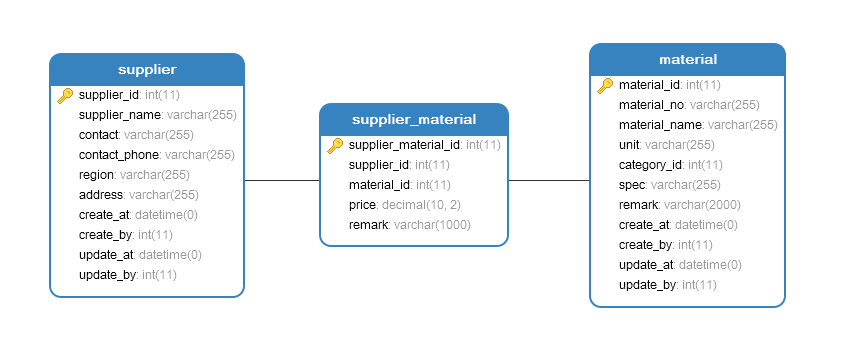 supplier
supplier_id: int(11)
supplier_name: varchar(255)
contact: varchar(255)
contact_phone: varchar(255)
region: varchar(255)
address: varchar(255)
create_at: datetime(0)
create_by: int(11)
update_at: datetime(0)
update_by: int(11)
supplier_material
supplier_material_id: int(11)
supplier_id: int(11)
material_id: int(11)
price: decimal(10, 2)
remark: varchar(1000)
material
material_id: int(11)
material_no: varchar(255)
material_name: varchar(255)
unit: varchar(255)
category_id: int(11)
spec: varchar(255)
remark: varchar(2000)
create_at: datetime(0)
create_by: int(11)
update_at: datetime(0)
update_by: int(11)